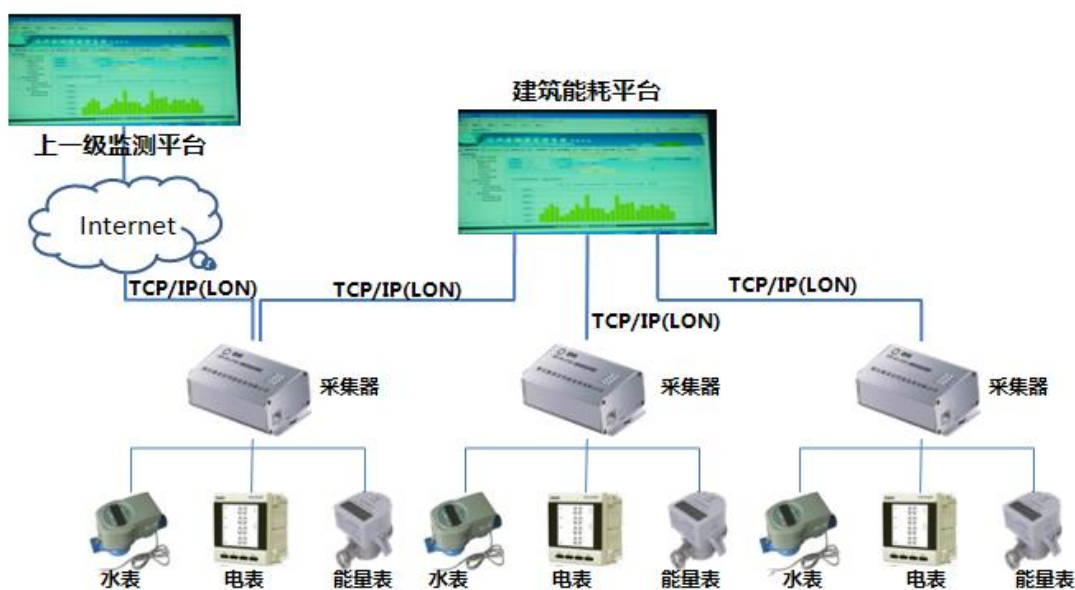 建筑能耗平台
上一级监测平台
Internet
TCP/IP(LON)
TCP/IP(LON)
TCP/IP(LON)
TCP/IP(LON)
采集器
采集器
采集器
水表
电表
能量表
水表
电表
能量表
水表
电表
能量表